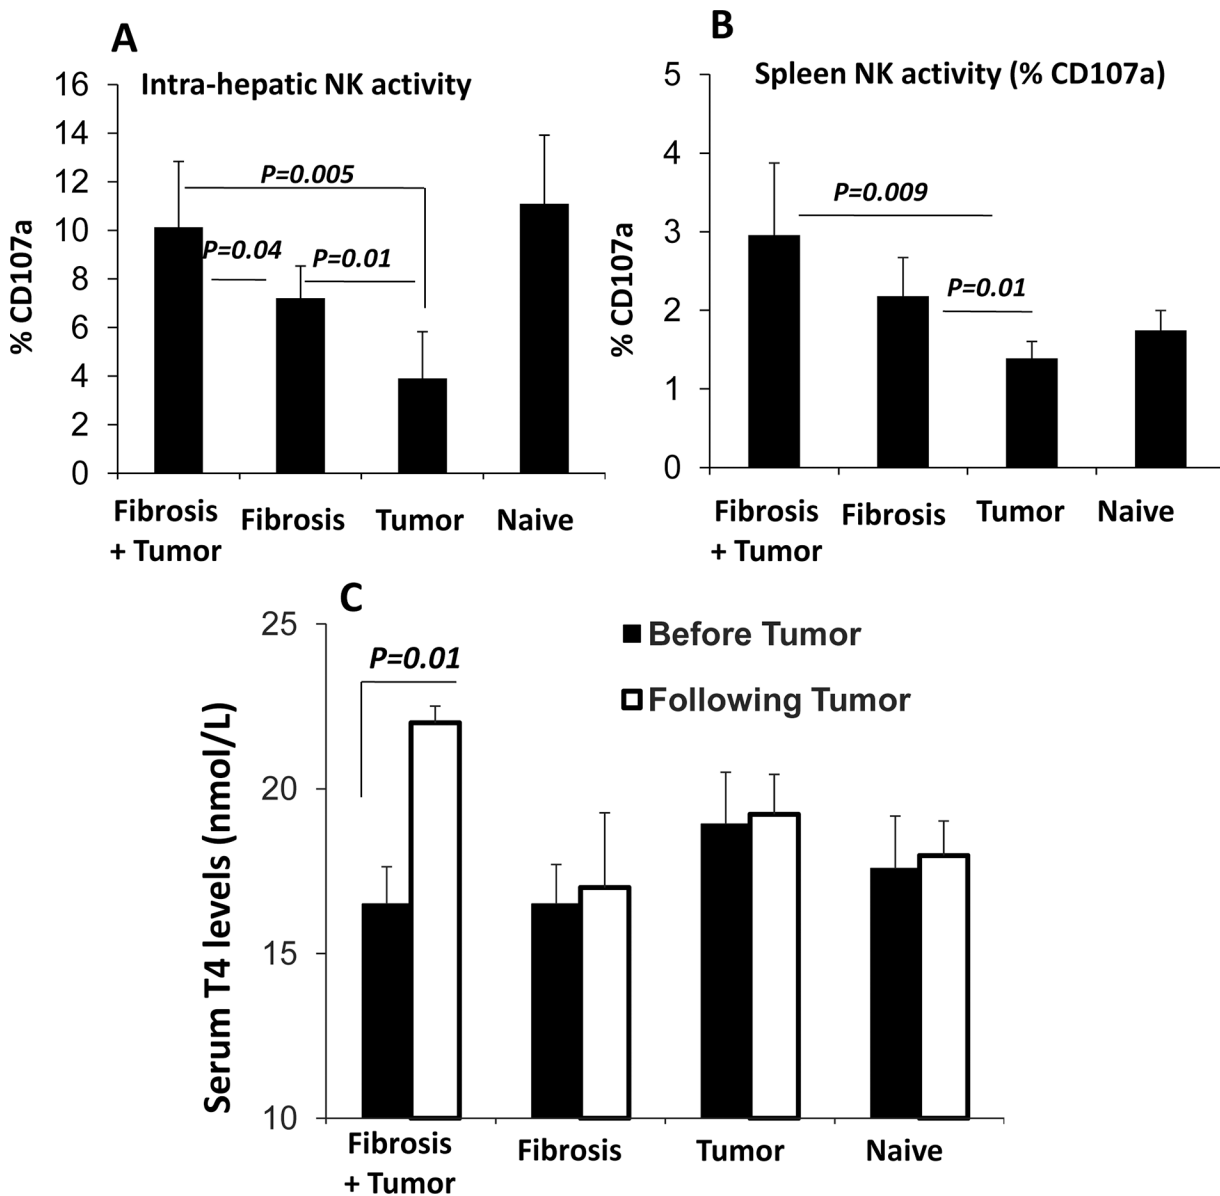 A
Intra-hepatic NK activity
16
14
12
10
8
6
4
2
0
% CD107a
P=0.005
P=0.04
P=0.01
Fibrosis
+ Tumor
Fibrosis
Tumor
Naive
B
Spleen NK activity (% CD107a)
5
4
3
2
1
0
% CD107a
P=0.009
P=0.01
Fibrosis
+ Tumor
Fibrosis
Tumor
Naive
C
25
20
15
10
Serum T4 levels (nmol/L)
P=0.01
Before Tumor
Following Tumor
Fibrosis
+ Tumor
Fibrosis
Tumor
Naive